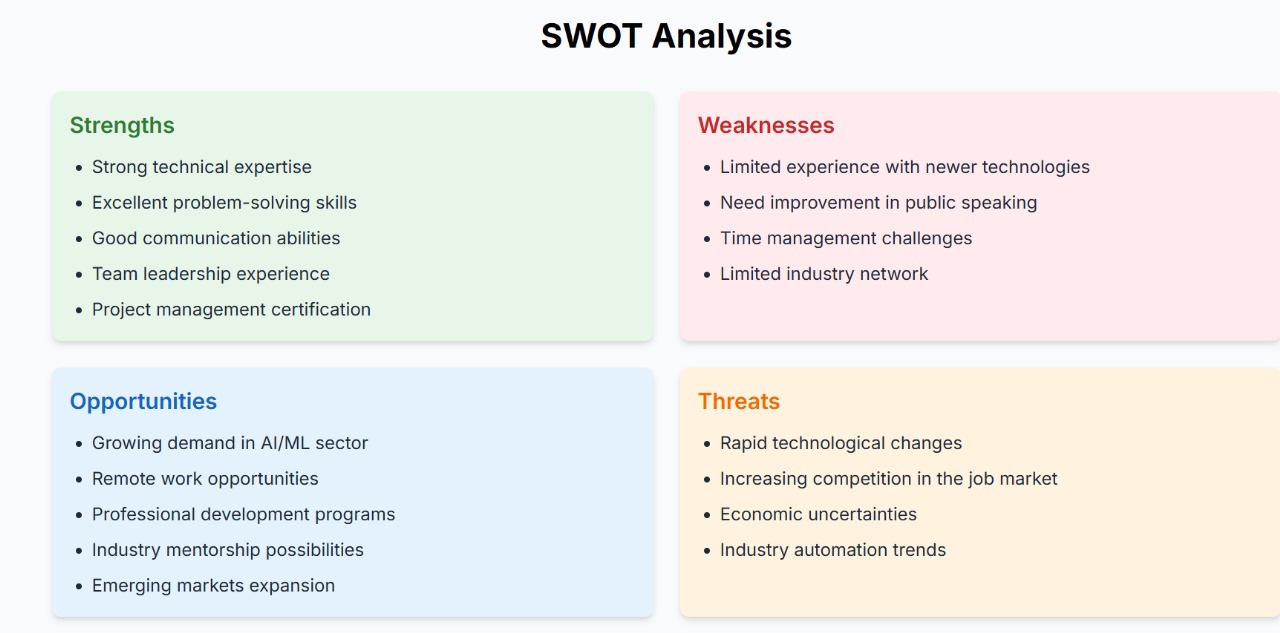 SWOT Analysis
Strengths
• Strong technical expertise
• Excellent problem-solving skills
• Good communication abilities
• Team leadership experience
• Project management certification
Weaknesses
• Limited experience with newer technologies
• Need improvement in public speaking
• Time management challenges
• Limited industry network
Opportunities
• Growing demand in AI/ML sector
• Remote work opportunities
• Professional development programs
• Industry mentorship possibilities
• Emerging markets expansion
Threats
• Rapid technological changes
• Increasing competition in the job market
• Economic uncertainties
• Industry automation trends